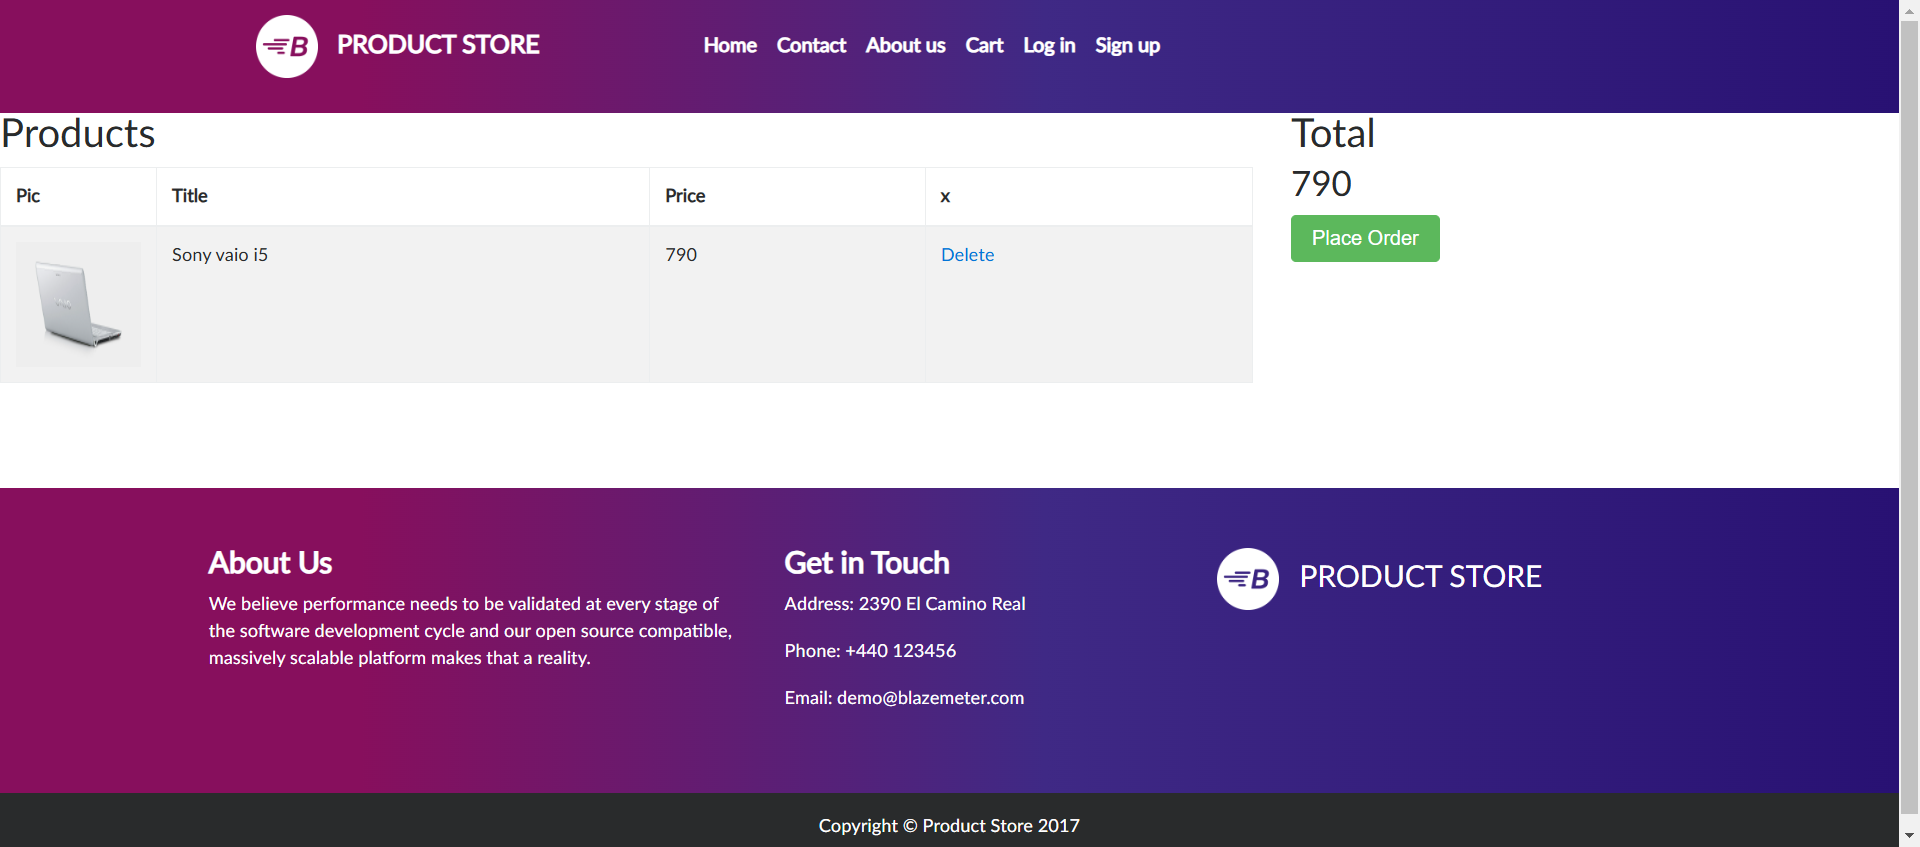 B PRODUCT STORE Home Contact About us Cart Log in Sign up
Products
Total
790
Pic Title Price x
Sony vaio i5 790 Delete
VAIO
Place Order
About Us
We believe performance needs to be validated at every stage of
the software development cycle and our open source compatible,
massively scalable platform makes that a reality.
Get in Touch
Address: 2390 El Camino Real
Phone: +440 123456
Email: demo@blazemeter.com
B PRODUCT STORE
Copyright © Product Store 2017